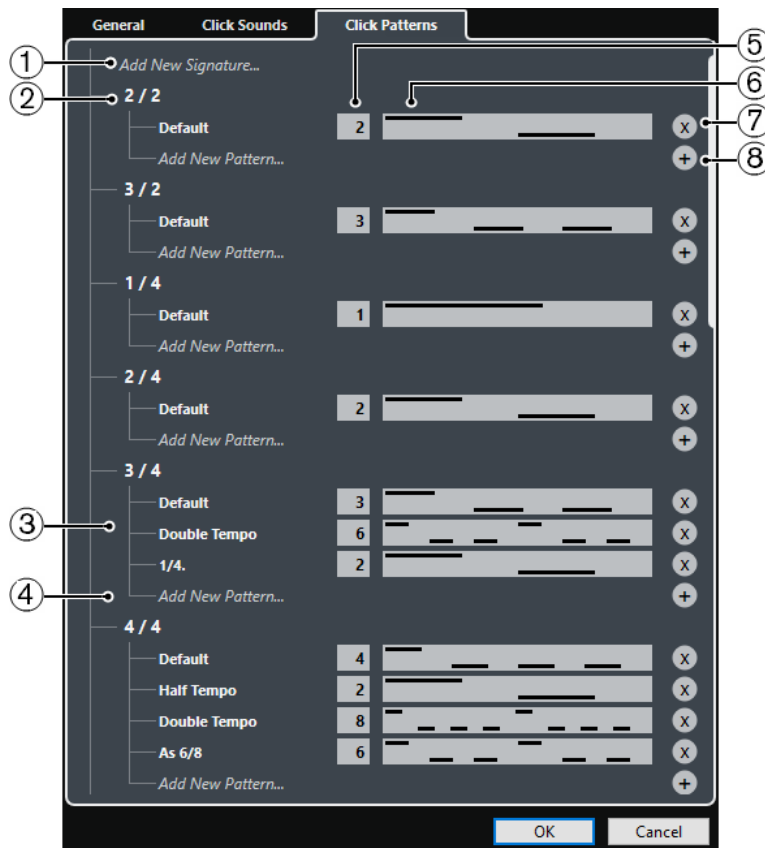 General Click Sounds Click Patterns
1 Add New Signature... 5
2 2 / 2 6
Default 2 X 7
Add New Pattern... + 8
3 / 2
Default 3 X
Add New Pattern... +
1 / 4
Default 1 X
Add New Pattern... +
2 / 4
Default 2 X
Add New Pattern... +
3 / 4
Default 3 X
3 Double Tempo 6 X
1/4. 2 X
4 Add New Pattern... +
4 / 4
Default 4 X
Half Tempo 2 X
Double Tempo 8 X
As 6/8 6 X
Add New Pattern... +
OK Cancel